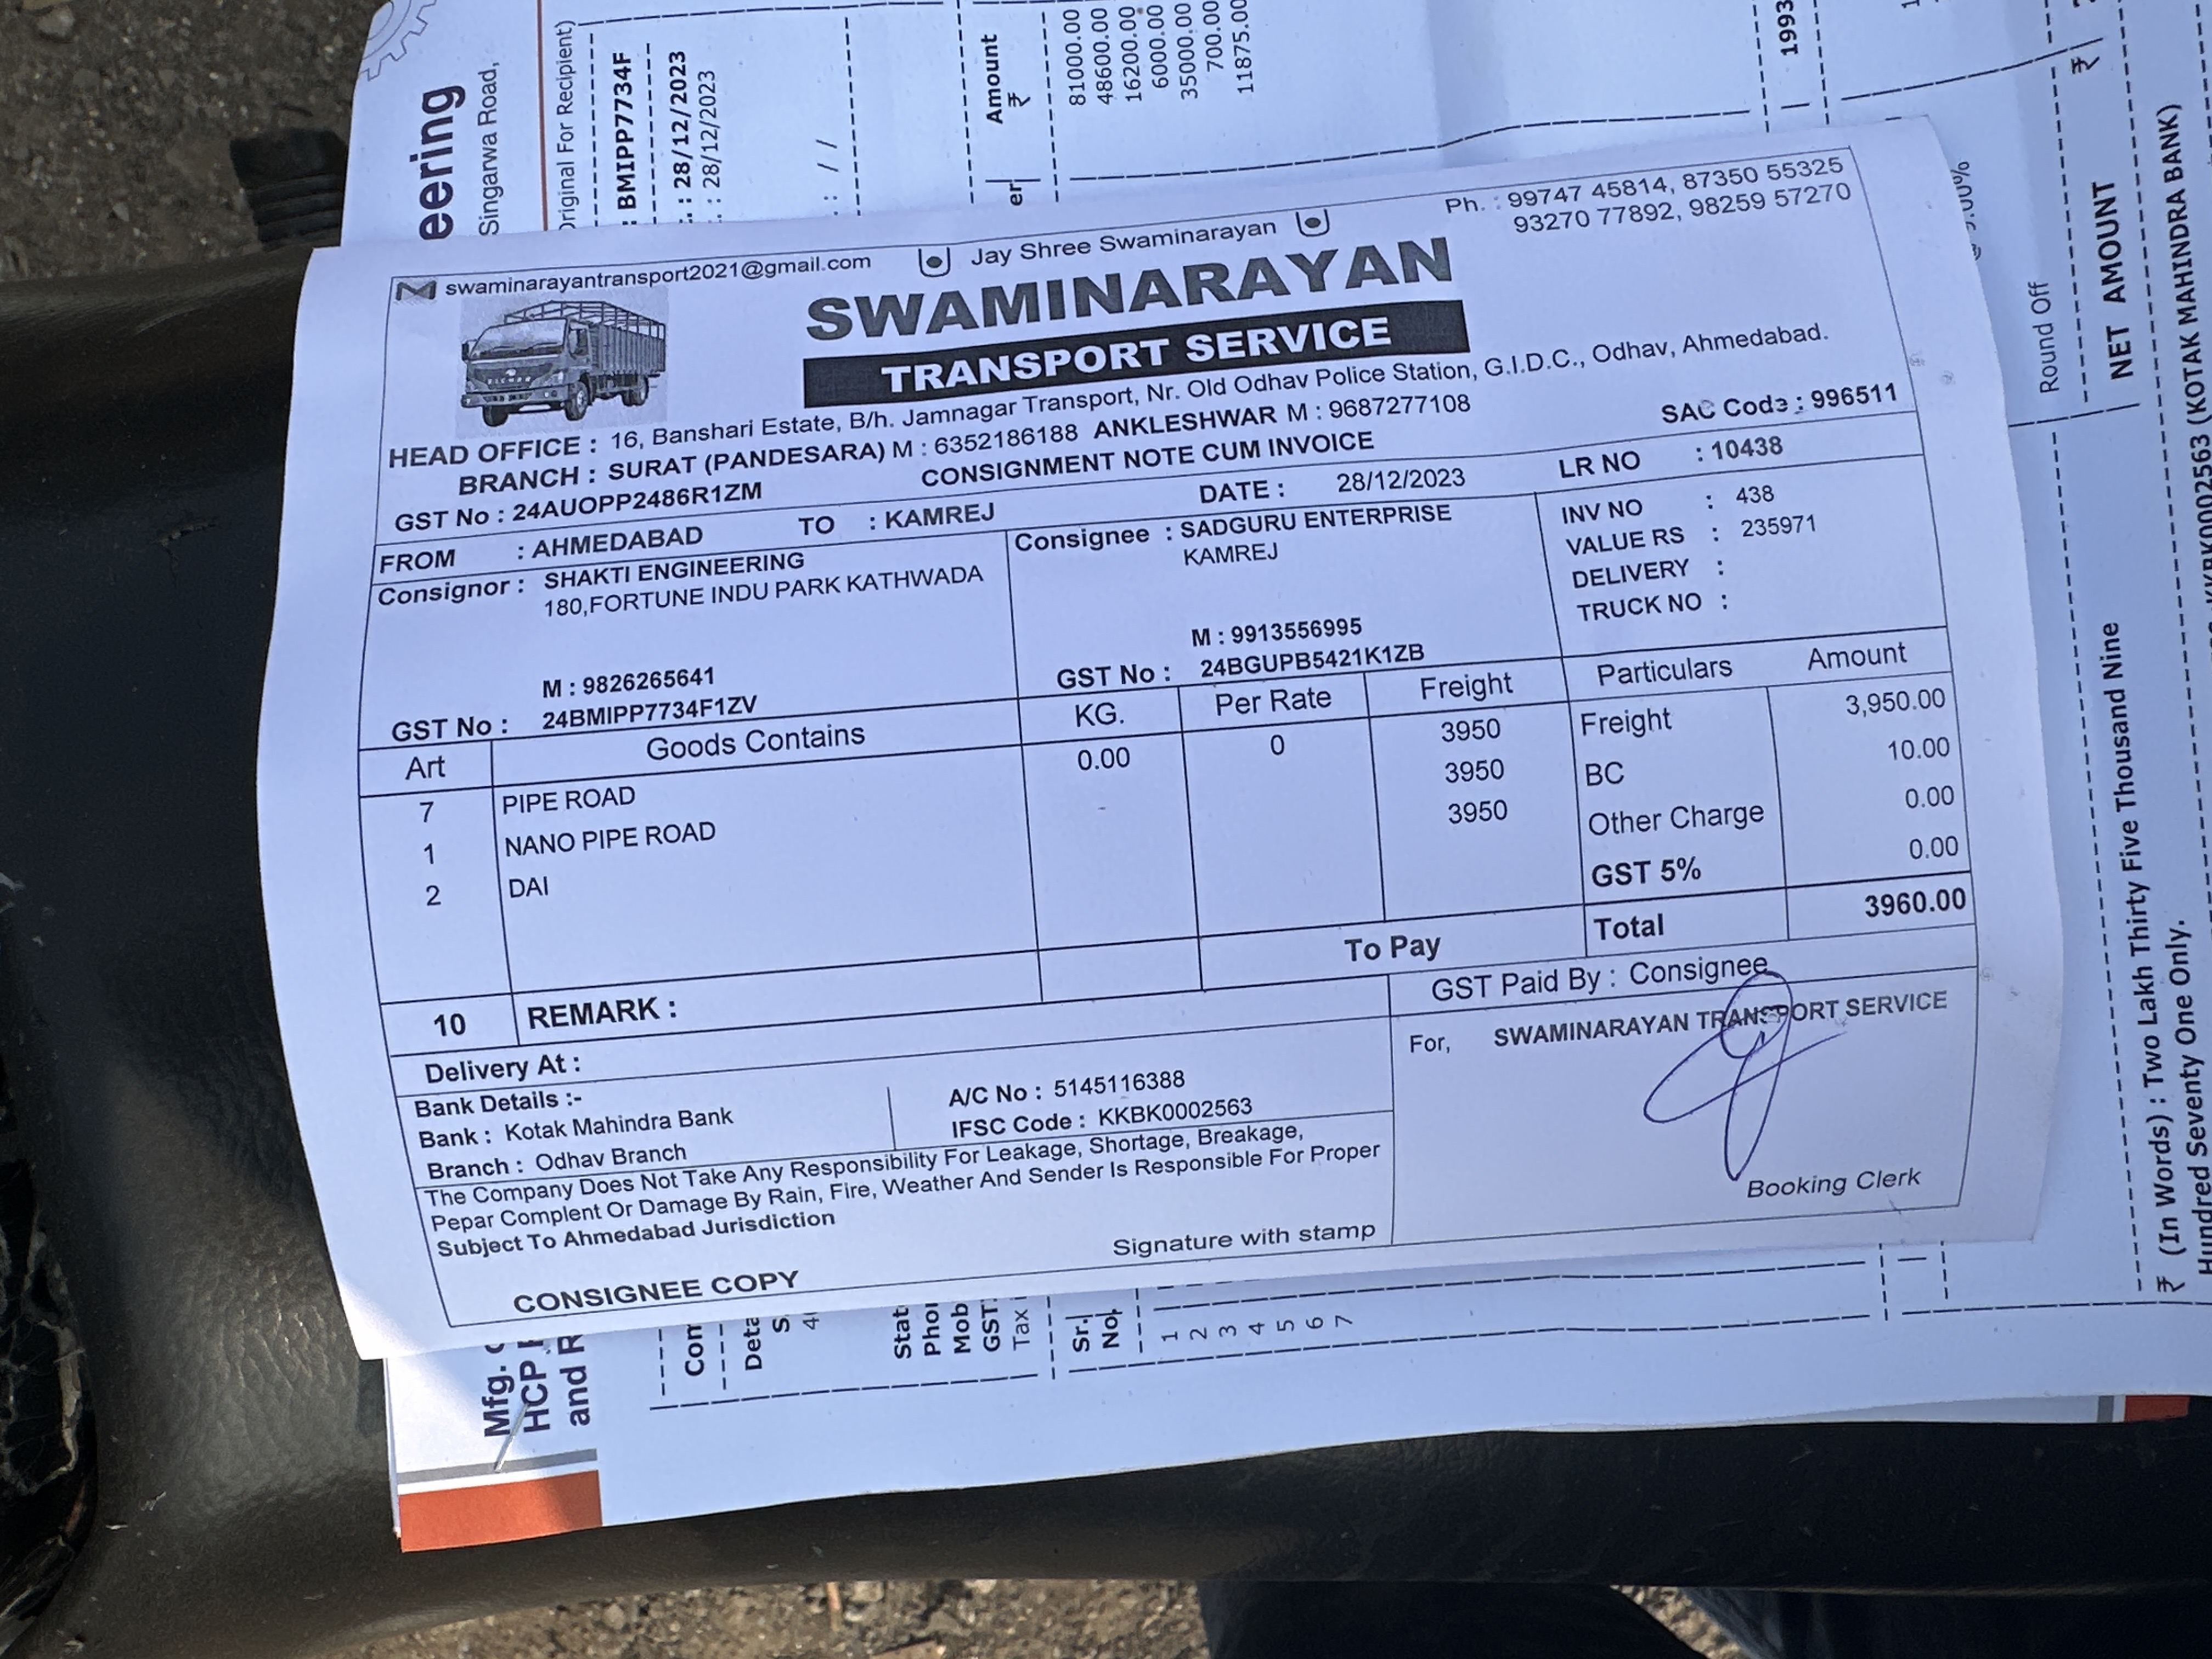 swaminarayantransport2021@gmail.com
Jay Shree Swaminarayan
Ph. : 99747 45814, 87350 55325
93270 77892, 98259 57270
SWAMINARAYAN
TRANSPORT SERVICE
HEAD OFFICE : 16, Banshari Estate, B/h. Jamnagar Transport, Nr. Old Odhav Police Station, G.I.D.C., Odhav, Ahmedabad.
BRANCH : SURAT (PANDESARA) M : 6352186188 ANKLESHWAR M : 9687277108
SAC Code : 996511
GST No : 24AUOPP2486R1ZM
CONSIGNMENT NOTE CUM INVOICE
LR NO : 10438
FROM : AHMEDABAD
TO : KAMREJ
DATE : 28/12/2023
Consignor : SHAKTI ENGINEERING
180,FORTUNE INDU PARK KATHWADA
M : 9826265641
GST No : 24BMIPP7734F1ZV
Consignee : SADGURU ENTERPRISE
KAMREJ
M : 9913556995
GST No : 24BGUPB5421K1ZB
INV NO : 438
VALUE RS : 235971
DELIVERY :
TRUCK NO :
Art Goods Contains KG. Per Rate Freight Particulars Amount
7 PIPE ROAD 0.00 0 3950 Freight 3,950.00
1 NANO PIPE ROAD 3950 BC 10.00
2 DAI 3950 Other Charge 0.00
GST 5% 0.00
To Pay Total 3960.00
10 REMARK :
GST Paid By : Consignee
Delivery At :
Bank Details :-
Bank : Kotak Mahindra Bank
A/C No : 5145116388
Branch : Odhav Branch
IFSC Code : KKBK0002563
The Company Does Not Take Any Responsibility For Leakage, Shortage, Breakage,
Pepar Complent Or Damage By Rain, Fire, Weather And Sender Is Responsible For Proper
Subject To Ahmedabad Jurisdiction
For, SWAMINARAYAN TRANSPORT SERVICE
CONSIGNEE COPY
Signature with stamp
Booking Clerk
eering
Singarwa Road,
Original For Recipient)
: BMIPP7734F
. : 28/12/2023
. : 28/12/2023
: / /
Amount
₹
81000.00
48600.00
16200.00
6000.00
35000.00
700.00
11875.00
1993
Mfg.
HCP
and R
Com
Deta
S
4
Stat
Phon
Mob
GST
Tax
Sr.
No.
1
2
3
4
5
6
7
@ 9.00%
Round Off
NET AMOUNT ₹
₹ (In Words) : Two Lakh Thirty Five Thousand Nine
Hundred Seventy One Only.
KKBK0002563 (KOTAK MAHINDRA BANK)